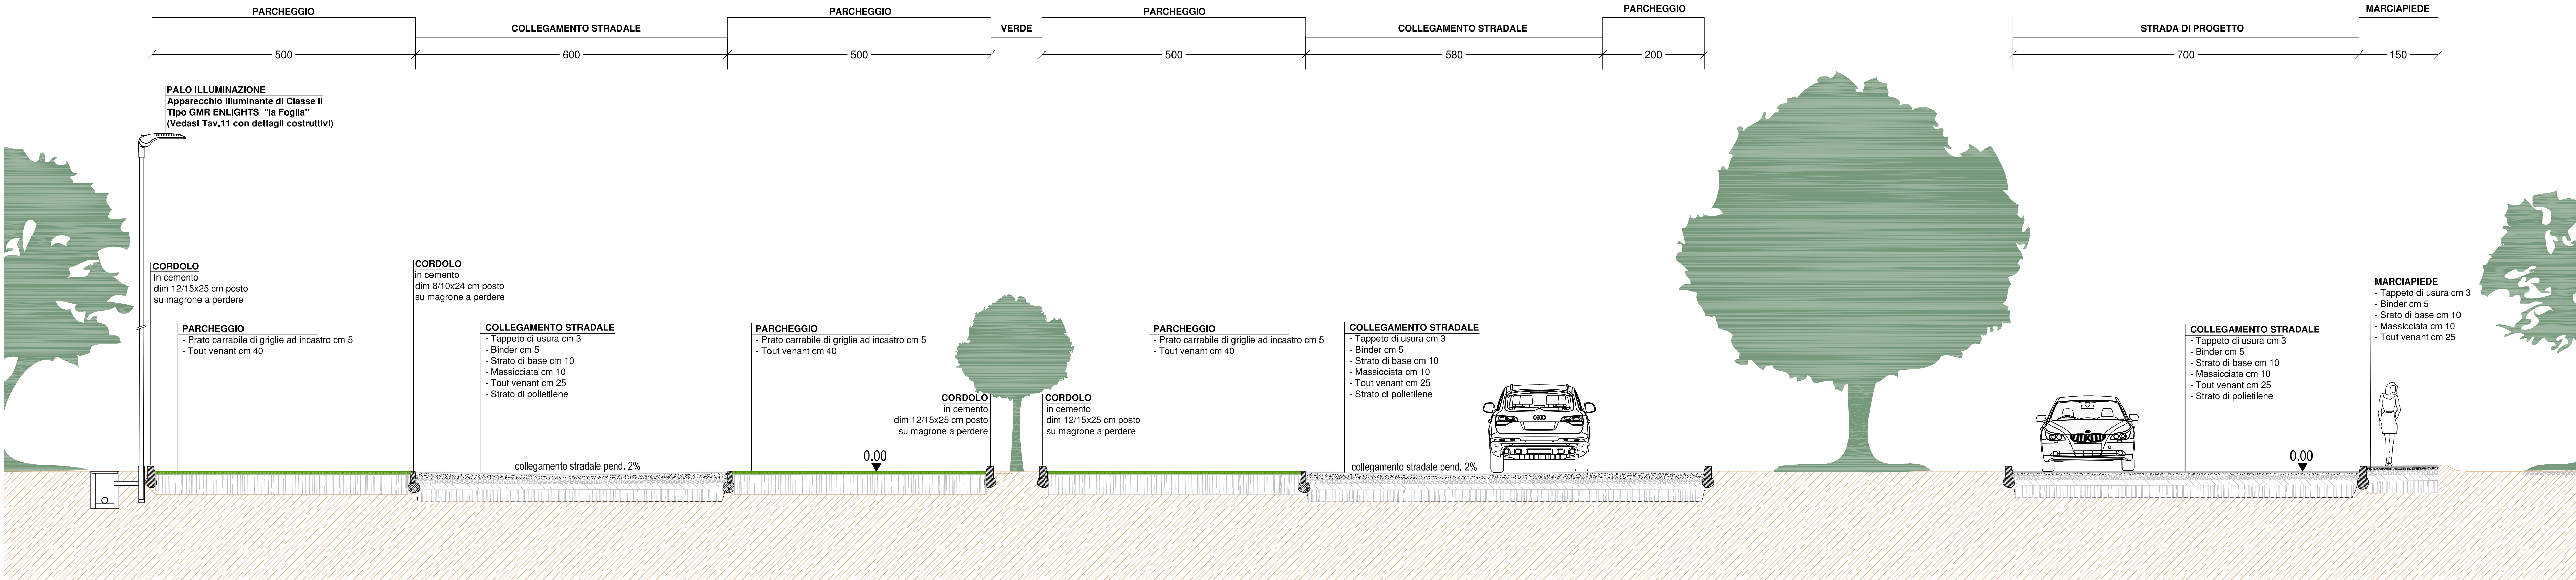 PARCHEGGIO
COLLEGAMENTO STRADALE
PARCHEGGIO
VERDE
PARCHEGGIO
COLLEGAMENTO STRADALE
PARCHEGGIO
STRADA DI PROGETTO
MARCIAPIEDE
500
600
500
500
580
200
700
150
PALO ILLUMINAZIONE
Apparecchio illuminante di Classe II
Tipo GMR ENLIGHTS "la Foglia"
(Vedasi Tav.11 con dettagli costruttivi)
CORDOLO
in cemento
dim 12/15x25 cm posto
su magrone a perdere
PARCHEGGIO
- Prato carrabile di griglie ad incastro cm 5
- Tout venant cm 40
CORDOLO
in cemento
dim 8/10x24 cm posto
su magrone a perdere
COLLEGAMENTO STRADALE
- Tappeto di usura cm 3
- Binder cm 5
- Strato di base cm 10
- Massicciata cm 10
- Tout venant cm 25
- Strato di polietilene
collegamento stradale pend. 2%
PARCHEGGIO
- Prato carrabile di griglie ad incastro cm 5
- Tout venant cm 40
0.00
CORDOLO
in cemento
dim 12/15x25 cm posto
su magrone a perdere
CORDOLO
in cemento
dim 12/15x25 cm posto
su magrone a perdere
PARCHEGGIO
- Prato carrabile di griglie ad incastro cm 5
- Tout venant cm 40
COLLEGAMENTO STRADALE
- Tappeto di usura cm 3
- Binder cm 5
- Strato di base cm 10
- Massicciata cm 10
- Tout venant cm 25
- Strato di polietilene
collegamento stradale pend. 2%
COLLEGAMENTO STRADALE
- Tappeto di usura cm 3
- Binder cm 5
- Strato di base cm 10
- Massicciata cm 10
- Tout venant cm 25
- Strato di polietilene
0.00
MARCIAPIEDE
- Tappeto di usura cm 3
- Binder cm 5
- Srato di base cm 10
- Massicciata cm 10
- Tout venant cm 25